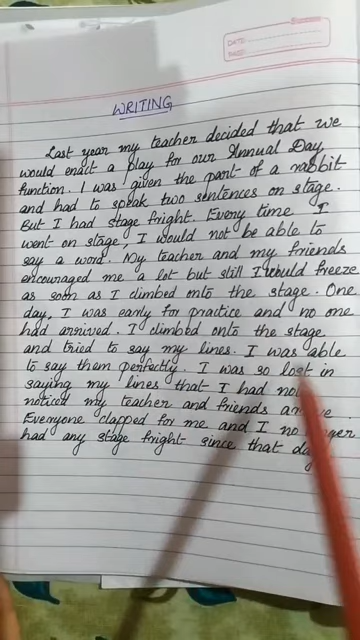 DATE:
PAGE:
WRITING
Last year my teacher decided that we
would enact a play for our Annual Day
function. I was given the part of a rabbit
and had to speak two sentences on stage.
But I had stage fright. Every time I
went on stage, I would not be able to
say a word. My teacher and my friends
encouraged me a lot but still I would freeze
as soon as I climbed onto the stage. One
day, I was early for practice and no one
had arrived. I climbed onto the stage
and tried to say my lines. I was able
to say them perfectly. I was so lost in
saying my lines that I had not
noticed my teacher and friends
Everyone clapped for me and I no
had any stage fright since that day